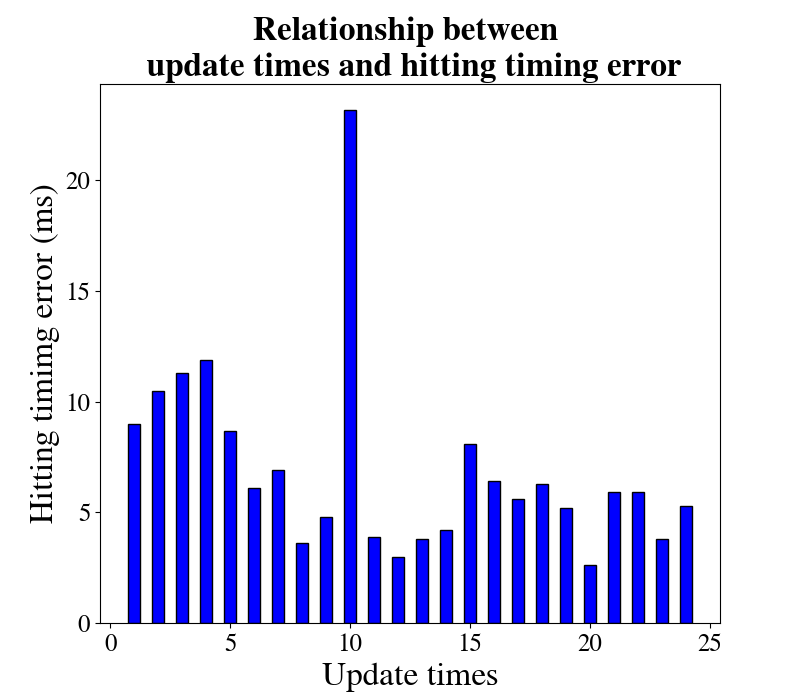 Relationship between
update times and hitting timing error
Hitting timimg error (ms)
20
15
10
5
0
0 5 10 15 20 25
Update times